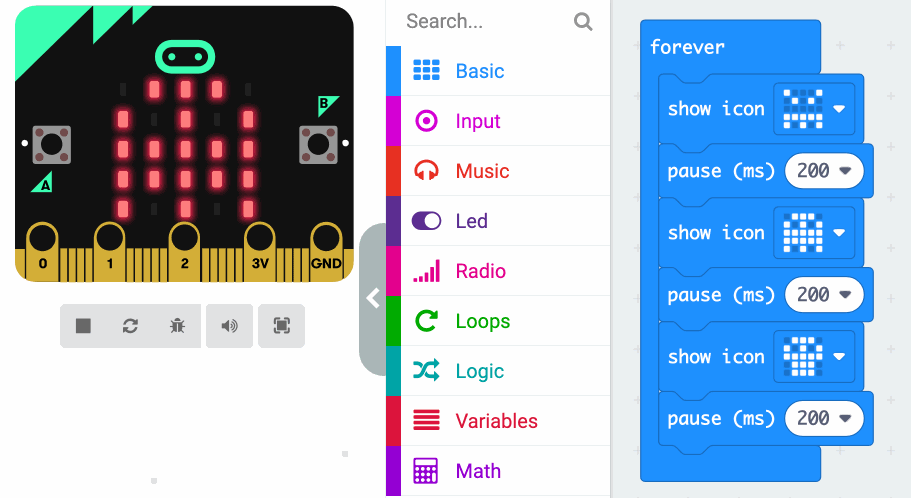 B
A
0 1 2 3V GND
Search...
Basic
Input
Music
Led
Radio
Loops
Logic
Variables
Math
forever
show icon
pause (ms) 200
show icon
pause (ms) 200
show icon
pause (ms) 200